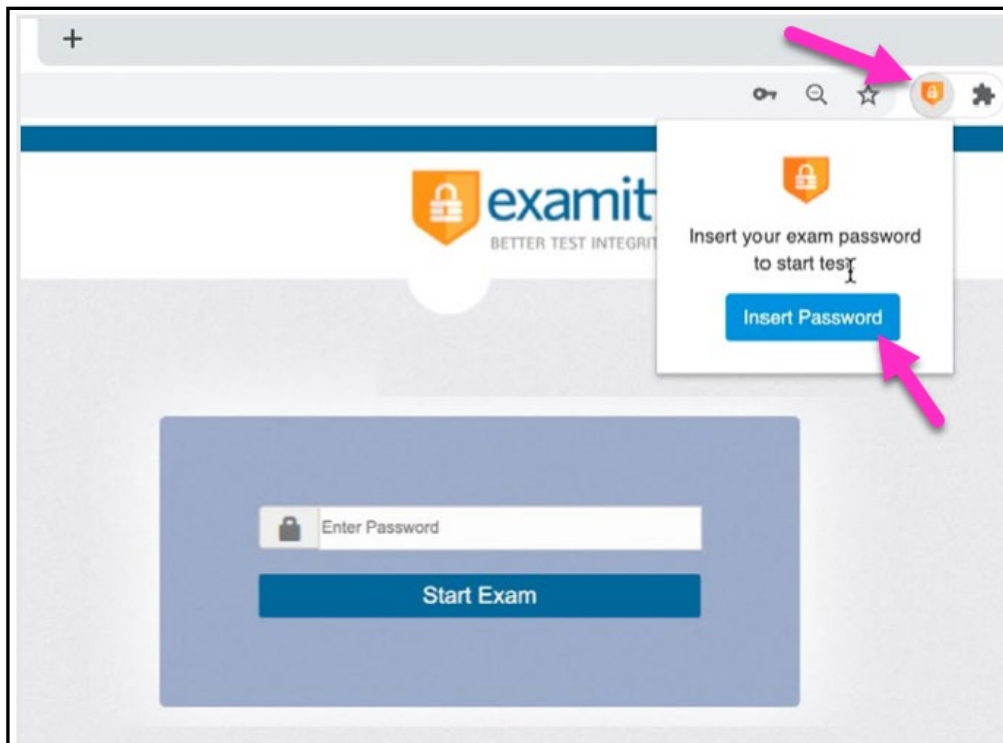 +
examit
BETTER TEST INTEGRIT
Insert your exam password
to start test
Insert Password
Enter Password
Start Exam